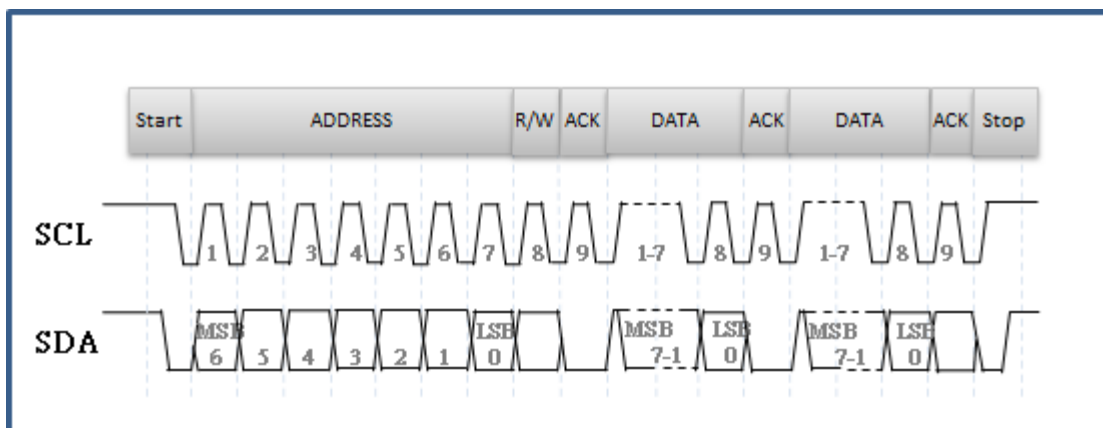 Start ADDRESS R/W ACK DATA ACK DATA ACK Stop
SCL 1 2 3 4 5 6 7 8 9 1-7 8 9 1-7 8 9
SDA MSB LSB MSB LSB MSB LSB
6 5 4 3 2 1 0 7-1 0 7-1 0